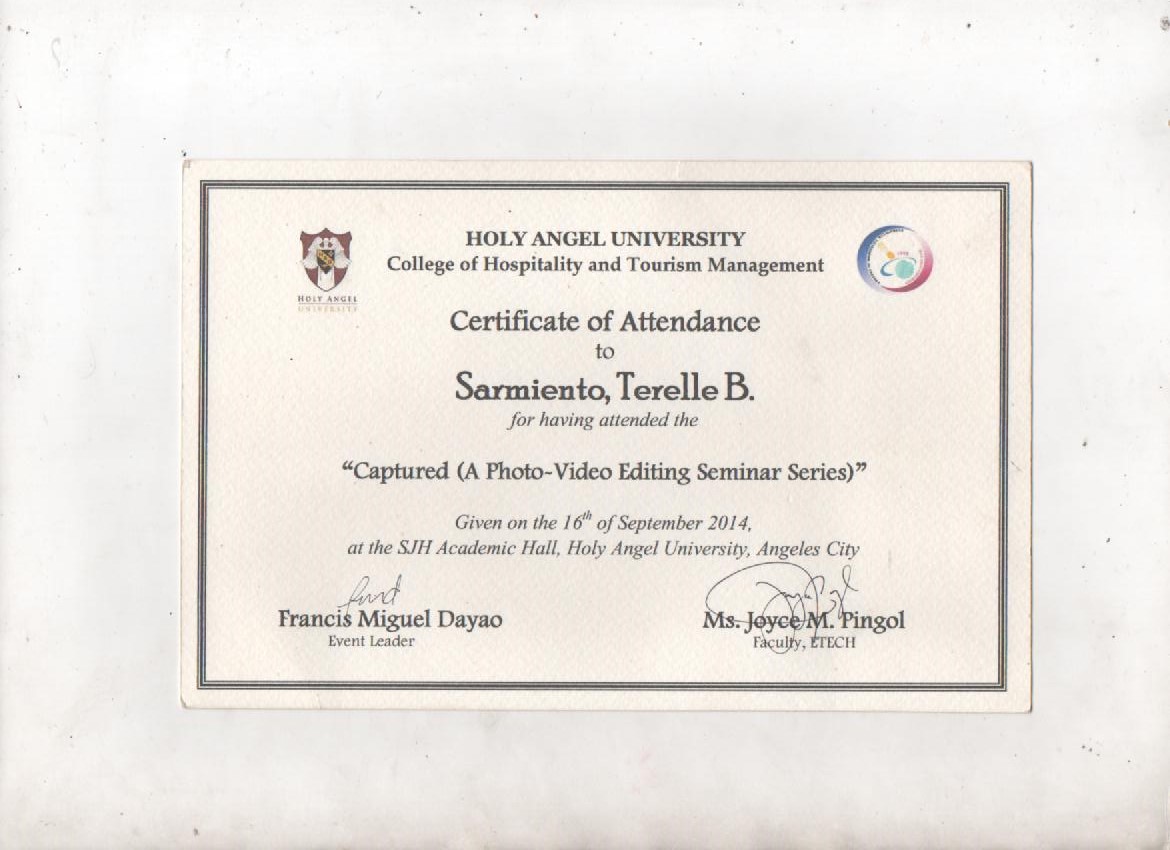 HOLY ANGEL UNIVERSITY
College of Hospitality and Tourism Management
HOLY ANGEL
UNIVERSITY
Certificate of Attendance
to
Sarmiento, Terelle B.
for having attended the
“Captured (A Photo-Video Editing Seminar Series)”
Given on the 16th of September 2014,
at the SJH Academic Hall, Holy Angel University, Angeles City
Francis Miguel Dayao
Event Leader
Ms. Joyce M. Pingol
Faculty, ETECH